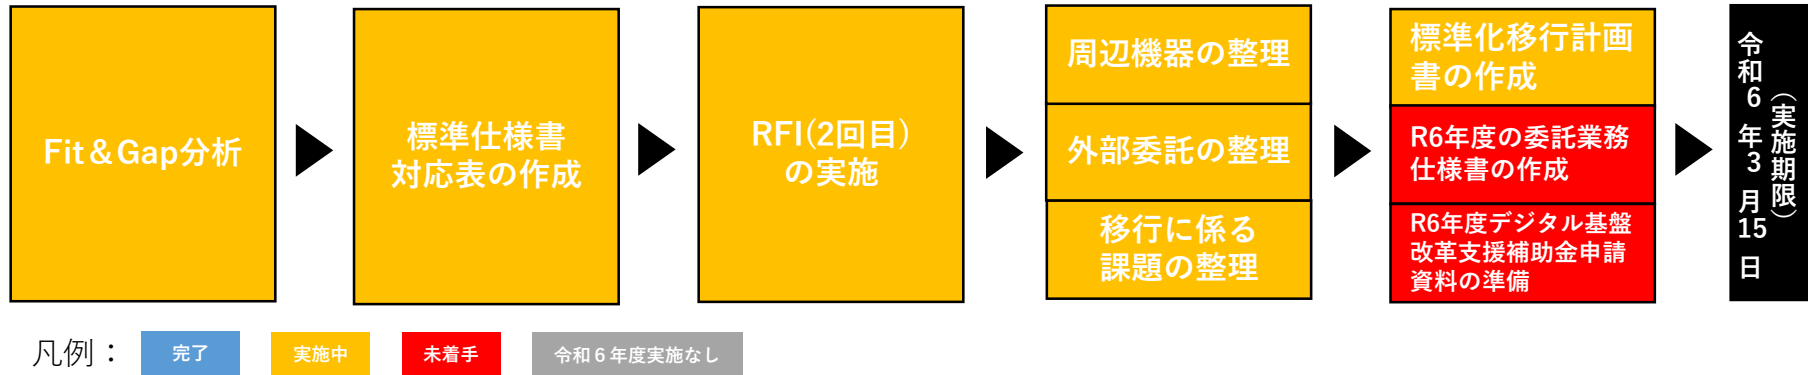 Fit＆Gap分析
標準仕様書
対応表の作成
RFI(2回目)
の実施
周辺機器の整理
外部委託の整理
移行に係る
課題の整理
標準化移行計画
書の作成
R6年度の委託業務
仕様書の作成
R6年度デジタル基盤
改革支援補助金申請
資料の準備
令和6年3月15日
（実施期限）
凡例：
完了
実施中
未着手
令和６年度実施なし